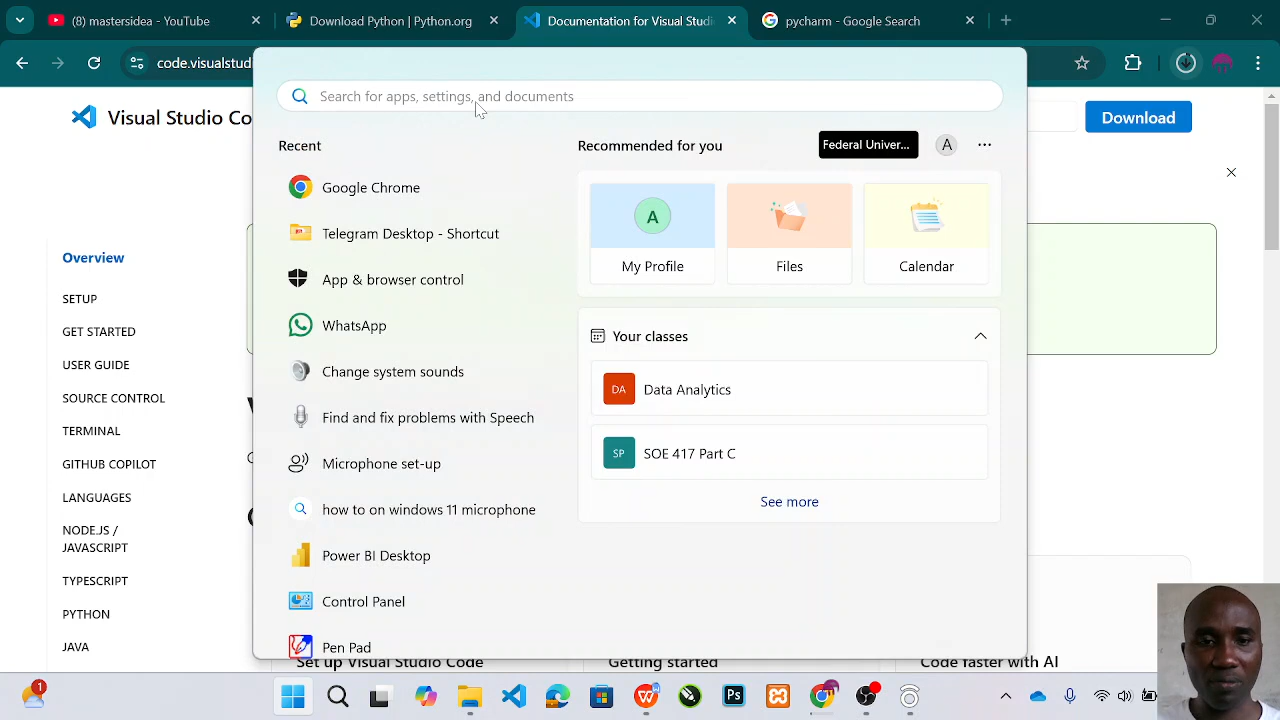 mastersidea - YouTube
Download Python | Python.org
Documentation for Visual Studi
pycharm - Google Search
code.visualstud
Visual Studio Co
Download
Search for apps, settings, and documents
Recent
Recommended for you
Federal Univer...
A
Google Chrome
Telegram Desktop - Shortcut
App & browser control
WhatsApp
Change system sounds
Find and fix problems with Speech
Microphone set-up
how to on windows 11 microphone
Power BI Desktop
Control Panel
Pen Pad
A
My Profile
Files
Calendar
Your classes
DA
Data Analytics
SP
SOE 417 Part C
See more
Overview
SETUP
GET STARTED
USER GUIDE
SOURCE CONTROL
TERMINAL
GITHUB COPILOT
LANGUAGES
NODE.JS /
JAVASCRIPT
TYPESCRIPT
PYTHON
JAVA
Set up Visual Studio Code
Getting started
Code faster with AI
1
Ps